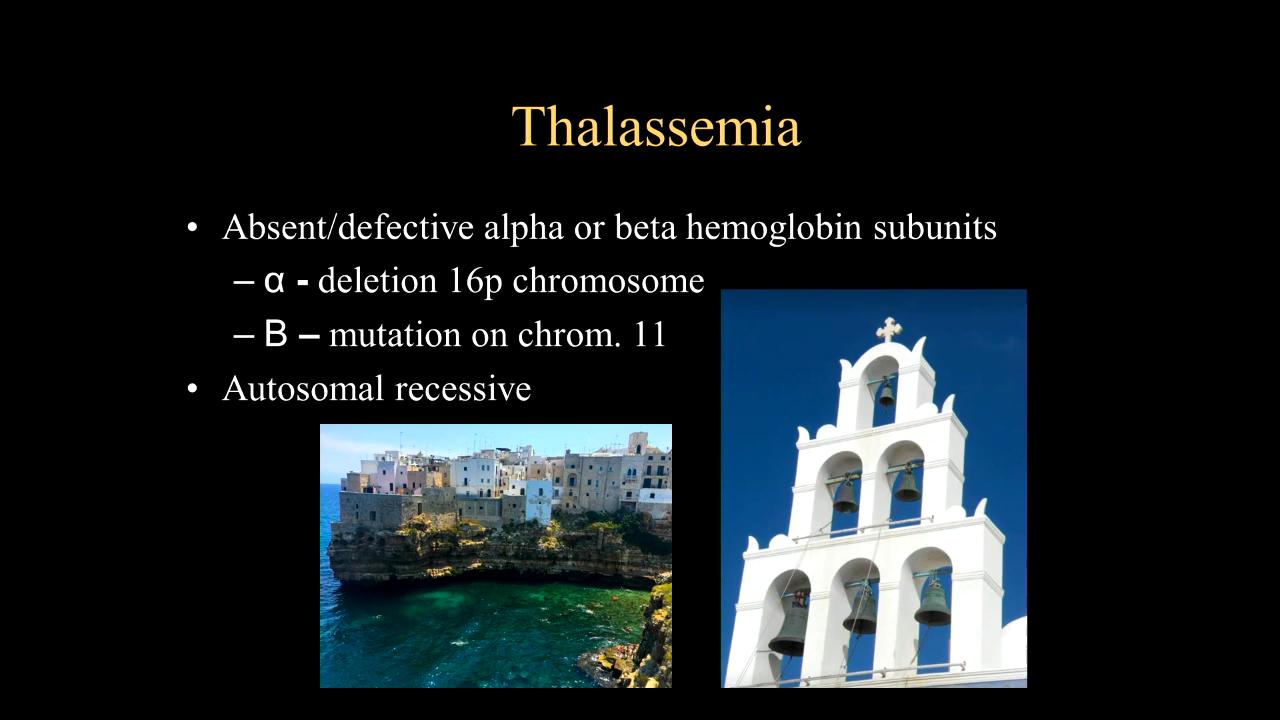 Thalassemia
• Absent/defective alpha or beta hemoglobin subunits
– α - deletion 16p chromosome
– Β – mutation on chrom. 11
• Autosomal recessive